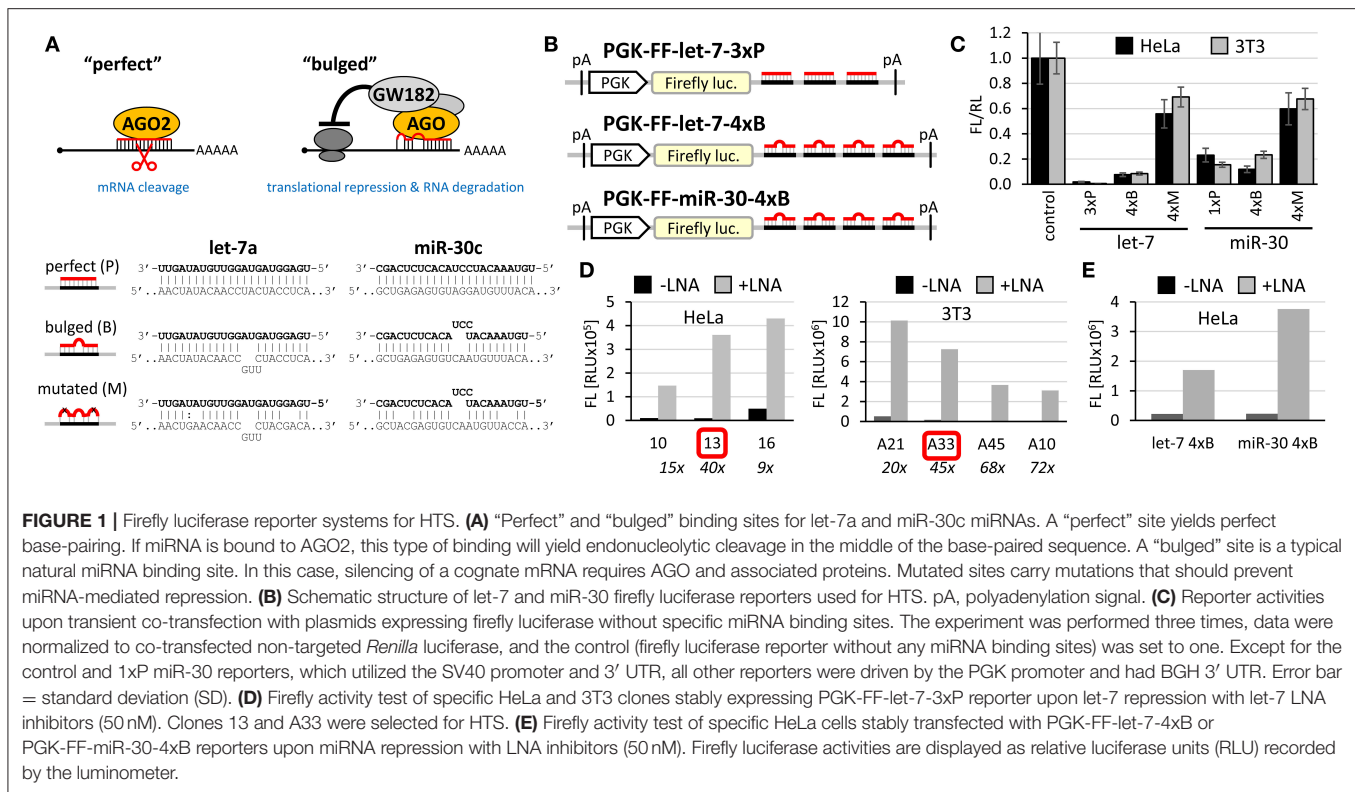 A
"perfect"
"bulged"
AGO2
AAAAA
mRNA cleavage
GW182
AGO
AAAAA
translational repression & RNA degradation
let-7a
miR-30c
perfect (P)
3'-UUGAUAUGUUGGAUGAUGGAGU-5'
5'..AACUAUACAACCUACUACCUCA..3'
3'-CGACUCUCACAUCCUACAAAUGU-5'
5'..GCUGAGAGUGUAGGAUGUUUACA..3'
bulged (B)
3'-UUGAUAUGUUGGAUGAUGGAGU-5'
5'..AACUAUACAACC CUACCUCA..3'
GUU
UCC
3'-CGACUCUCACA UACAAAUGU-5'
5'..GCUGAGAGUGUCAAUGUUUACA..3'
mutated (M)
3'-UUGAUAUGUUGGAUGAUGGAGU-5'
:
5'..AACUGAACAACC CUACGACA..3'
GUU
UCC
3'-CGACUCUCACA UACAAAUGU-5'
5'..GCUACGAGUGUCAAUGUUACCA..3'
B
PGK-FF-let-7-3xP
pA
PGK
Firefly luc.
pA
PGK-FF-let-7-4xB
pA
PGK
Firefly luc.
pA
PGK-FF-miR-30-4xB
pA
PGK
Firefly luc.
pA
C
HeLa 3T3
FL/RL
1.2
1.0
0.8
0.6
0.4
0.2
0.0
control
3xP
4xB
4xM
1xP
4xB
4xM
let-7
miR-30
D
-LNA +LNA
HeLa
FL [RLUx10⁵]
5
4
3
2
1
0
10 13 16
15x 40x 9x
-LNA +LNA
3T3
FL [RLUx10⁶]
12
10
8
6
4
2
0
A21 A33 A45 A10
20x 45x 68x 72x
E
-LNA +LNA
HeLa
FL [RLUx10⁶]
4
3
2
1
0
let-7 4xB miR-30 4xB
FIGURE 1 | Firefly luciferase reporter systems for HTS. (A) "Perfect" and "bulged" binding sites for let-7a and miR-30c miRNAs. A "perfect" site yields perfect
base-pairing. If miRNA is bound to AGO2, this type of binding will yield endonucleolytic cleavage in the middle of the base-paired sequence. A "bulged" site is a typical
natural miRNA binding site. In this case, silencing of a cognate mRNA requires AGO and associated proteins. Mutated sites carry mutations that should prevent
miRNA-mediated repression. (B) Schematic structure of let-7 and miR-30 firefly luciferase reporters used for HTS. pA, polyadenylation signal. (C) Reporter activities
upon transient co-transfection with plasmids expressing firefly luciferase without specific miRNA binding sites. The experiment was performed three times, data were
normalized to co-transfected non-targeted Renilla luciferase, and the control (firefly luciferase reporter without any miRNA binding sites) was set to one. Except for the
control and 1xP miR-30 reporters, which utilized the SV40 promoter and 3′ UTR, all other reporters were driven by the PGK promoter and had BGH 3′ UTR. Error bar
= standard deviation (SD). (D) Firefly activity test of specific HeLa and 3T3 clones stably expressing PGK-FF-let-7-3xP reporter upon let-7 repression with let-7 LNA
inhibitors (50 nM). Clones 13 and A33 were selected for HTS. (E) Firefly activity test of specific HeLa cells stably transfected with PGK-FF-let-7-4xB or
PGK-FF-miR-30-4xB reporters upon miRNA repression with LNA inhibitors (50 nM). Firefly luciferase activities are displayed as relative luciferase units (RLU) recorded
by the luminometer.